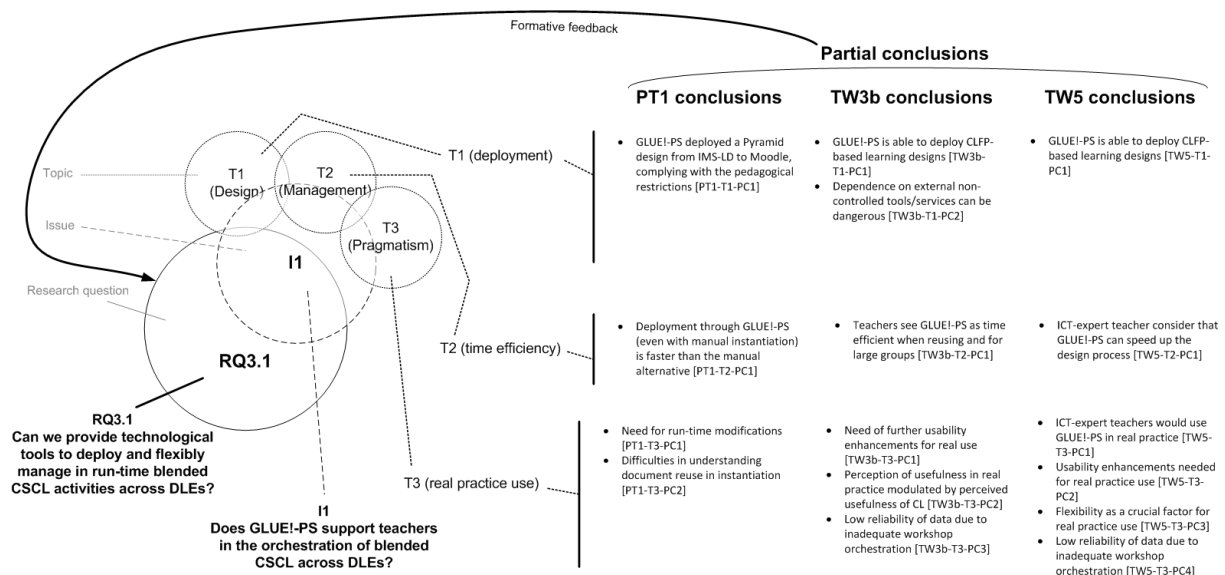 Formative feedback
Partial conclusions
PT1 conclusions
TW3b conclusions
TW5 conclusions
Topic
Issue
Research question
T1
(Design)
T2
(Management)
T3
(Pragmatism)
I1
RQ3.1
RQ3.1
Can we provide technological
tools to deploy and flexibly
manage in run-time blended
CSCL activities across DLEs?
I1
Does GLUE!-PS support teachers
in the orchestration of blended
CSCL across DLEs?
T1 (deployment)
• GLUE!-PS deployed a Pyramid
design from IMS-LD to Moodle,
complying with the pedagogical
restrictions [PT1-T1-PC1]
• GLUE!-PS is able to deploy CLFP-
based learning designs [TW3b-
T1-PC1]
• Dependence on external non-
controlled tools/services can be
dangerous [TW3b-T1-PC2]
• GLUE!-PS is able to deploy CLFP-
based learning designs [TW5-T1-
PC1]
T2 (time efficiency)
• Deployment through GLUE!-PS
(even with manual instantiation)
is faster than the manual
alternative [PT1-T2-PC1]
• Teachers see GLUE!-PS as time
efficient when reusing and for
large groups [TW3b-T2-PC1]
• ICT-expert teacher consider that
GLUE!-PS can speed up the
design process [TW5-T2-PC1]
T3 (real practice use)
• Need for run-time modifications
[PT1-T3-PC1]
• Difficulties in understanding
document reuse in instantiation
[PT1-T3-PC2]
• Need of further usability
enhancements for real use
[TW3b-T3-PC1]
• Perception of usefulness in real
practice modulated by perceived
usefulness of CL [TW3b-T3-PC2]
• Low reliability of data due to
inadequate workshop
orchestration [TW3b-T3-PC3]
• ICT-expert teachers would use
GLUE!-PS in real practice [TW5-
T3-PC1]
• Usability enhancements needed
for real practice use [TW5-T3-
PC2]
• Flexibility as a crucial factor for
real practice use [TW5-T3-PC3]
• Low reliability of data due to
inadequate workshop
orchestration [TW5-T3-PC4]